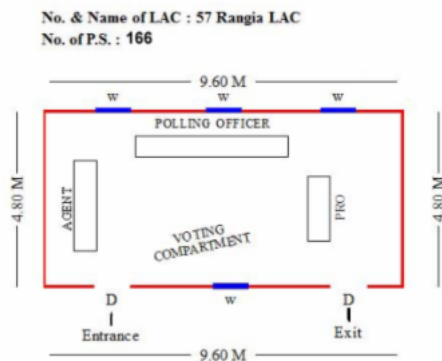 No. & Name of LAC : 57 Rangia LAC
No. of P.S. : 166
9.60 M
W W W
POLLING OFFICER
4.80 M
AGENT
PRO
4.80 M
VOTING
COMPARTMENT
D W D
Entrance
Exit
9.60 M